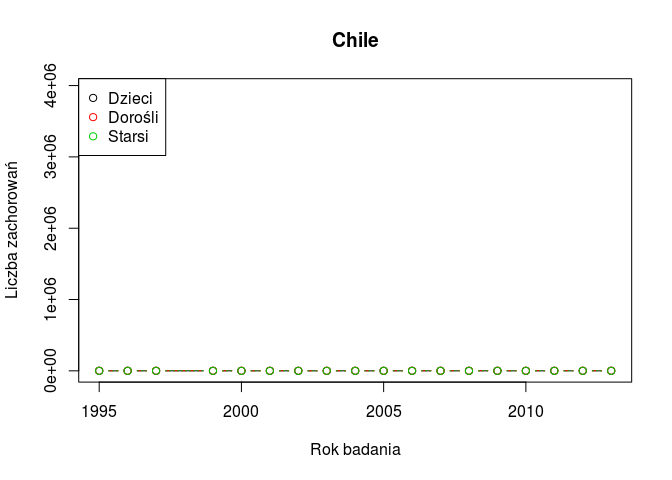 Chile
Dzieci
Dorośli
Starsi
Liczba zachorowań
4e+06
3e+06
2e+06
1e+06
0e+00
1995
2000
2005
2010
Rok badania